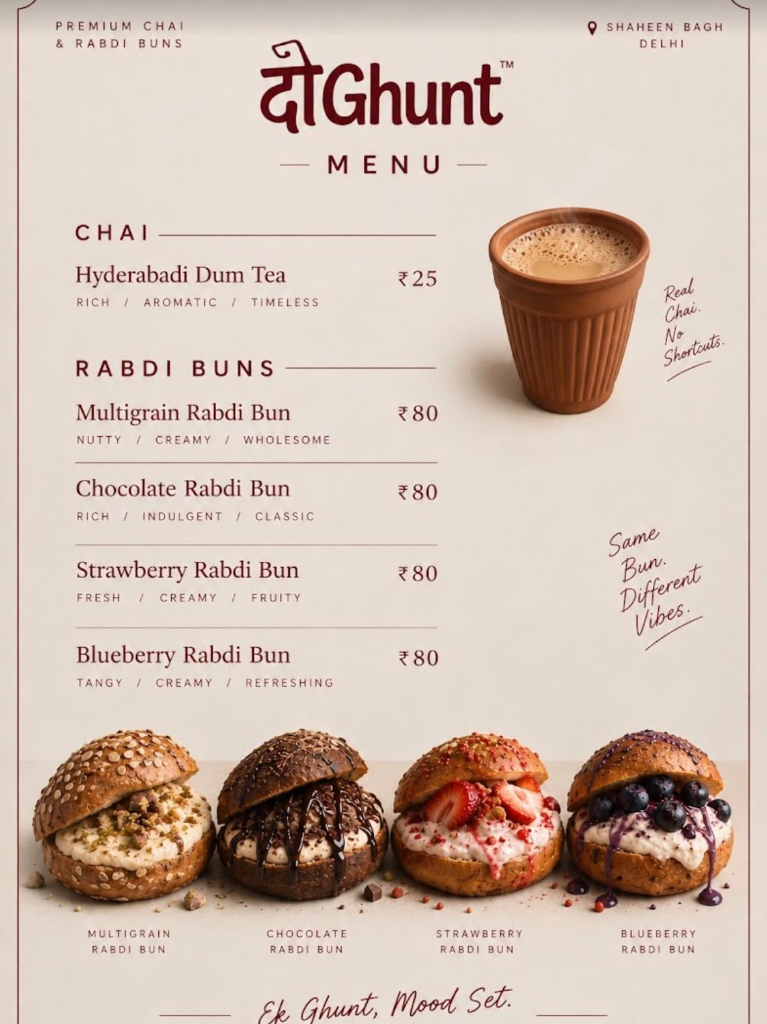 PREMIUM CHAI
& RABDI BUNS
SHAHEEN BAGH
DELHI
दोGhunt™
MENU
CHAI
Hyderabadi Dum Tea ₹25
RICH / AROMATIC / TIMELESS
Real
Chai.
No
Shortcuts.
RABDI BUNS
Multigrain Rabdi Bun ₹80
NUTTY / CREAMY / WHOLESOME
Chocolate Rabdi Bun ₹80
RICH / INDULGENT / CLASSIC
Strawberry Rabdi Bun ₹80
FRESH / CREAMY / FRUITY
Blueberry Rabdi Bun ₹80
TANGY / CREAMY / REFRESHING
Same
Bun.
Different
Vibes.
MULTIGRAIN
RABDI BUN
CHOCOLATE
RABDI BUN
STRAWBERRY
RABDI BUN
BLUEBERRY
RABDI BUN
Ek Ghunt, Mood Set.